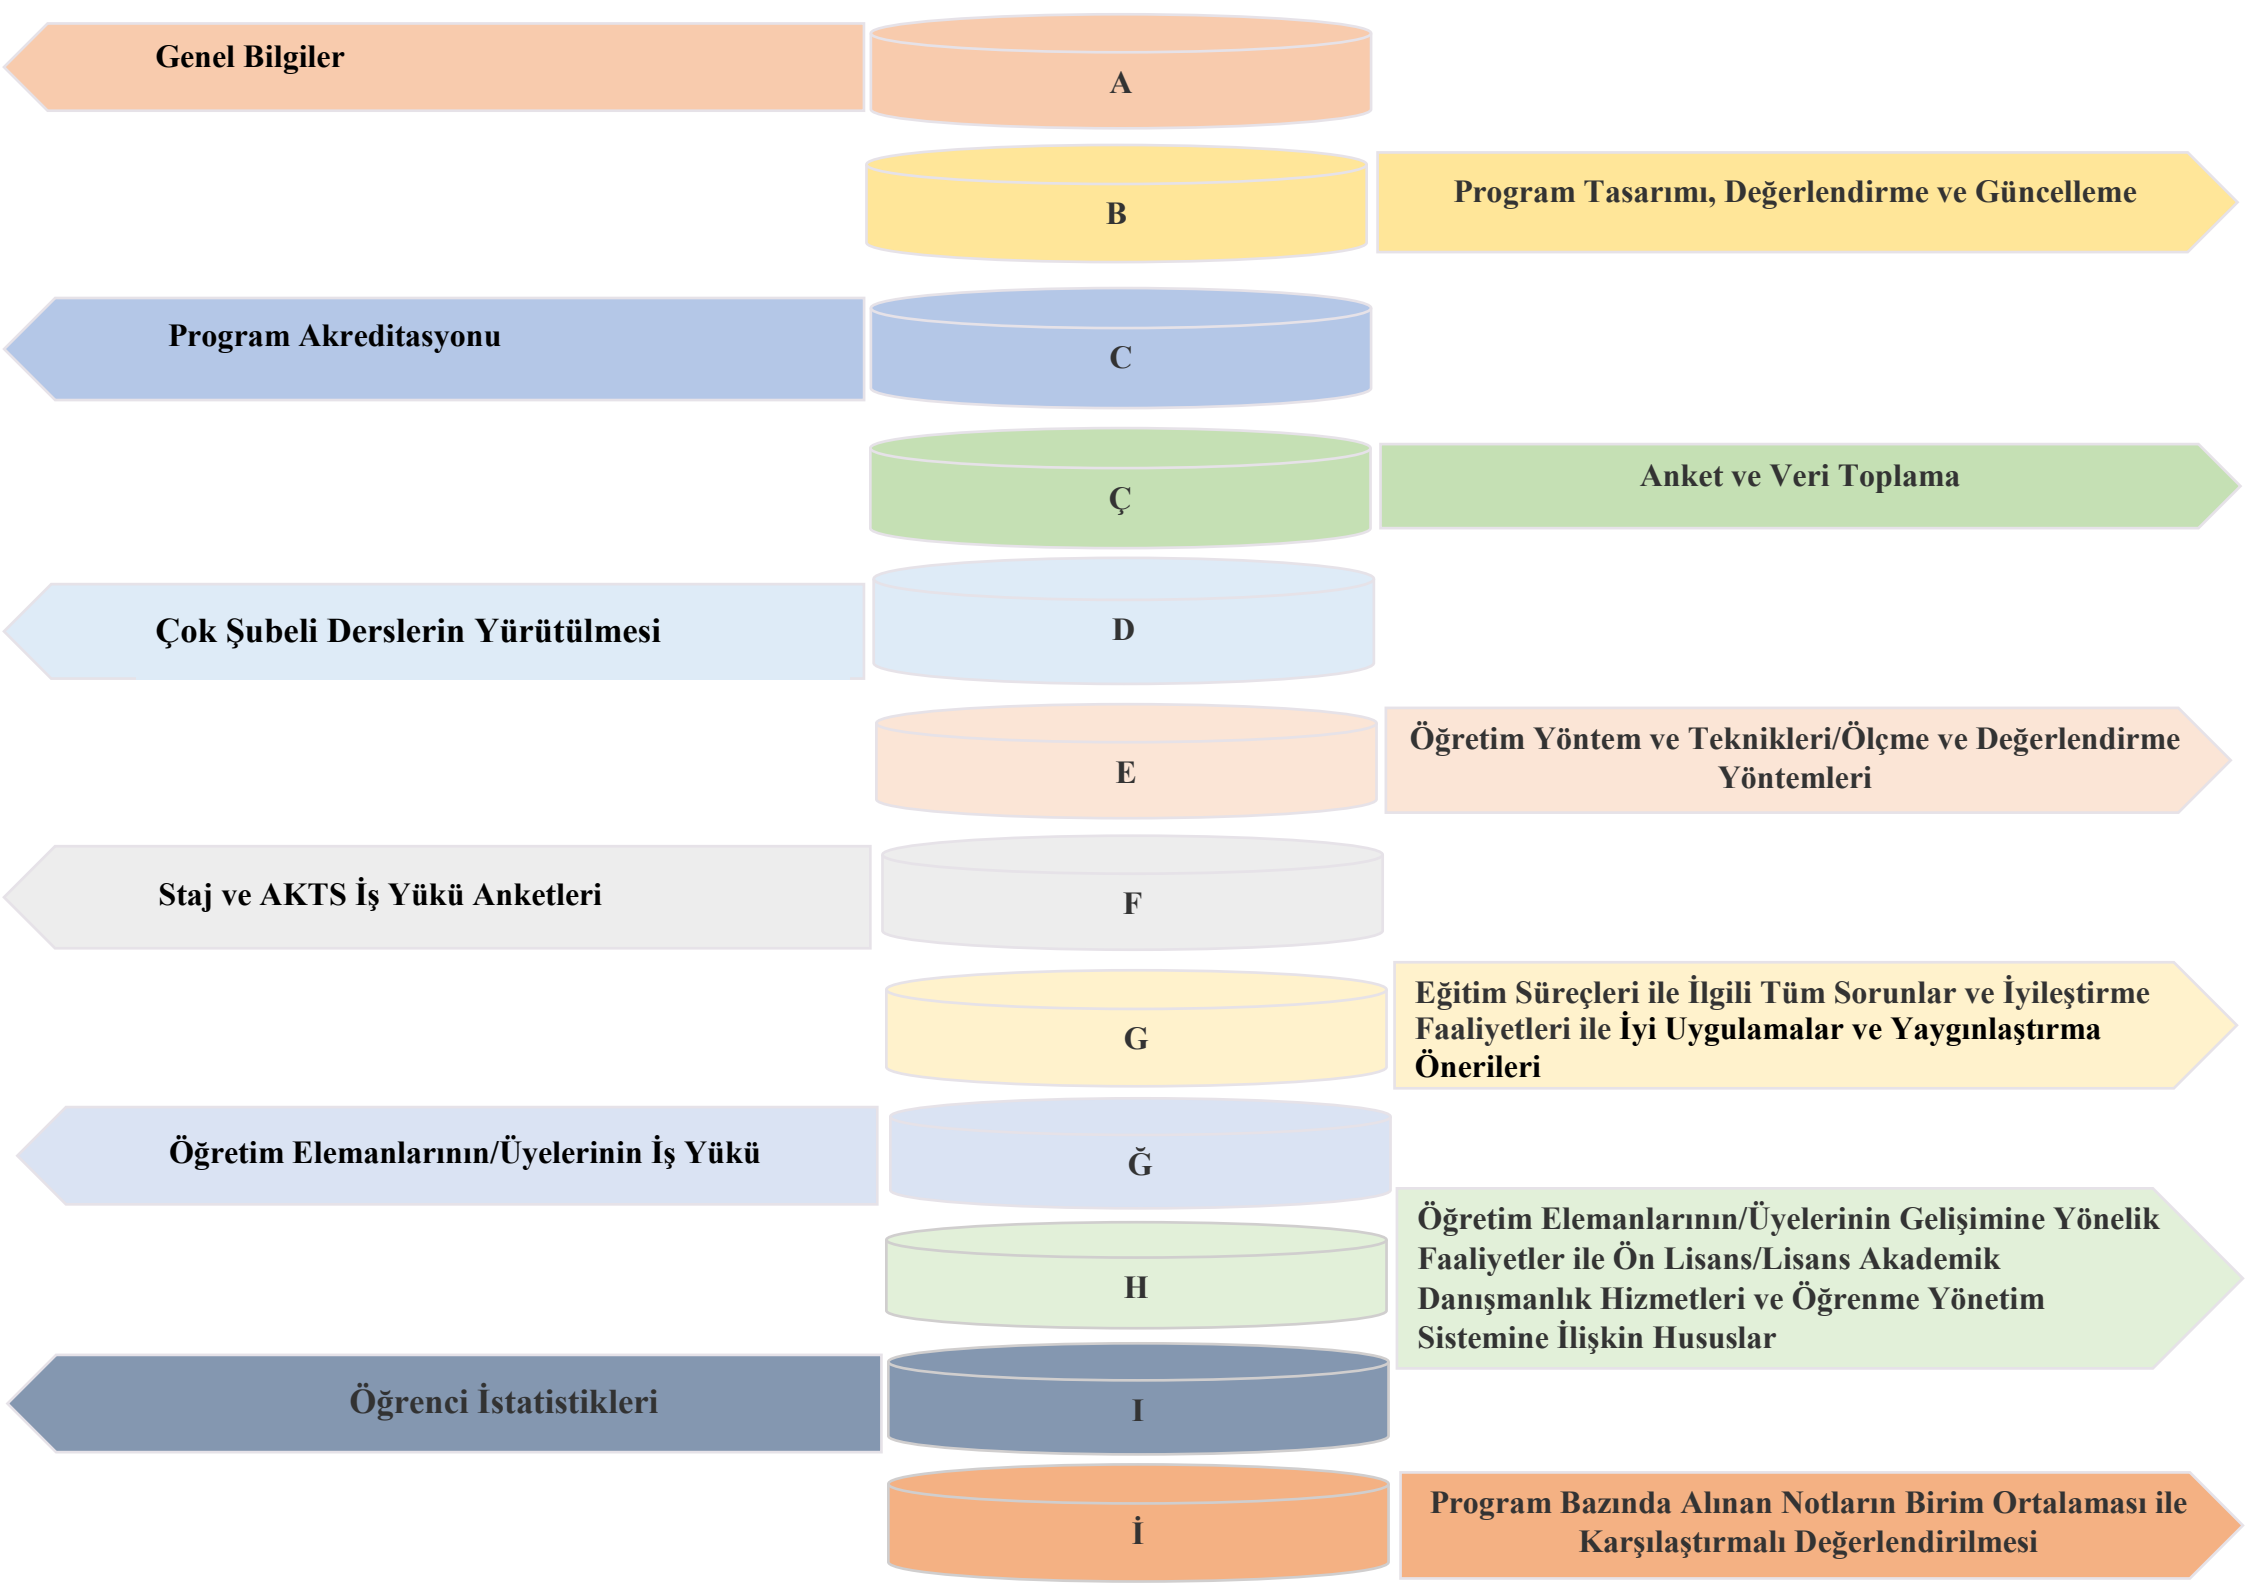 Genel Bilgiler
A
B
Program Tasarımı, Değerlendirme ve Güncelleme
Program Akreditasyonu
C
Ç
Anket ve Veri Toplama
Çok Şubeli Derslerin Yürütülmesi
D
E
Öğretim Yöntem ve Teknikleri/Ölçme ve Değerlendirme
Yöntemleri
Staj ve AKTS İş Yükü Anketleri
F
G
Eğitim Süreçleri ile İlgili Tüm Sorunlar ve İyileştirme
Faaliyetleri ile İyi Uygulamalar ve Yaygınlaştırma
Önerileri
Öğretim Elemanlarının/Üyelerinin İş Yükü
Ğ
H
Öğretim Elemanlarının/Üyelerinin Gelişimine Yönelik
Faaliyetler ile Ön Lisans/Lisans Akademik
Danışmanlık Hizmetleri ve Öğrenme Yönetim
Sistemine İlişkin Hususlar
Öğrenci İstatistikleri
I
İ
Program Bazında Alınan Notların Birim Ortalaması ile
Karşılaştırmalı Değerlendirilmesi